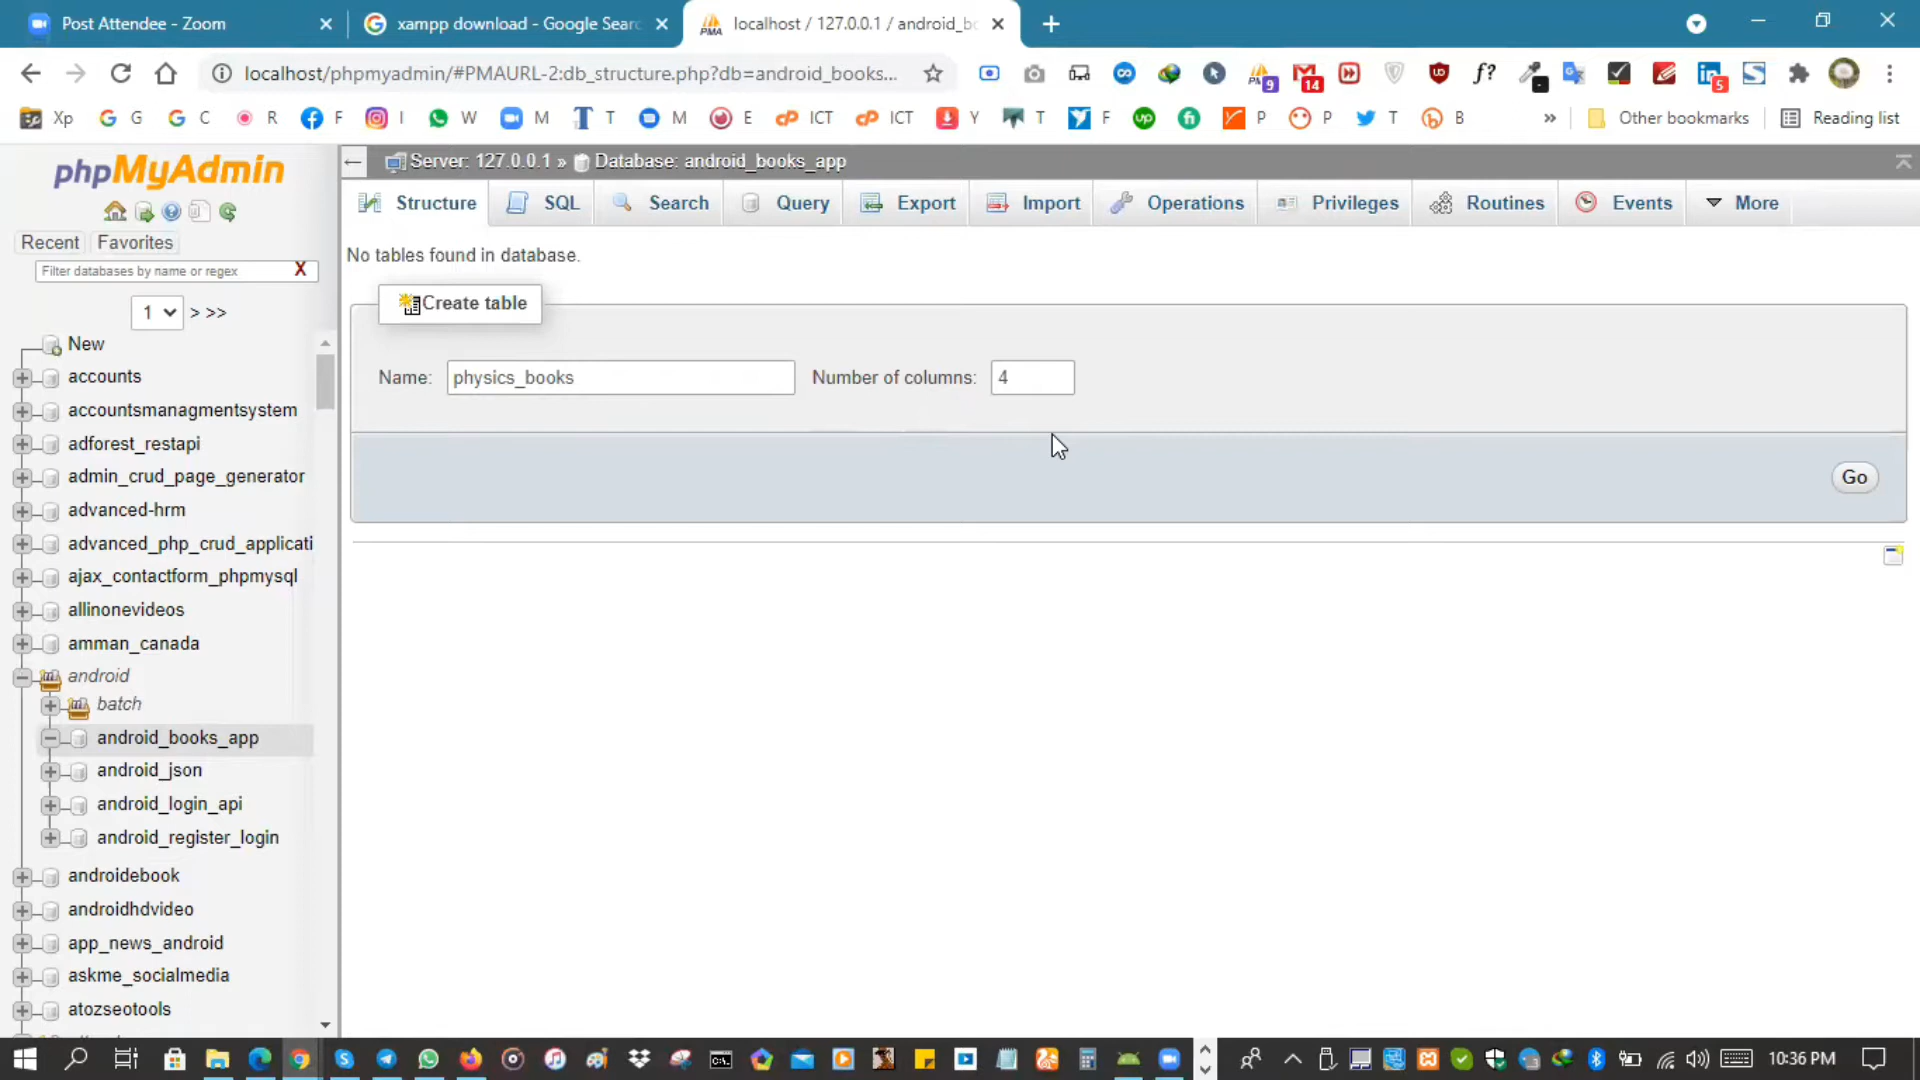 Post Attendee - Zoom
xampp download - Google Searc
localhost / 127.0.0.1 / android_bo
localhost/phpmyadmin/#PMAURL-2:db_structure.php?db=android_books...
Xp G G G C R F I W M T M E cP ICT cP ICT Y T F P P T B » Other bookmarks Reading list
phpMyAdmin
Server: 127.0.0.1 » Database: android_books_app
Structure SQL Search Query Export Import Operations Privileges Routines Events More
Recent Favorites
Filter databases by name or regex X
1 > >>
No tables found in database.
Create table
Name: physics_books Number of columns: 4
Go
New
accounts
accountsmanagmentsystem
adforest_restapi
admin_crud_page_generator
advanced-hrm
advanced_php_crud_applicati
ajax_contactform_phpmysql
allinonevideos
amman_canada
android
batch
android_books_app
android_json
android_login_api
android_register_login
androidebook
androidhdvideo
app_news_android
askme_socialmedia
atozseotools
10:36 PM